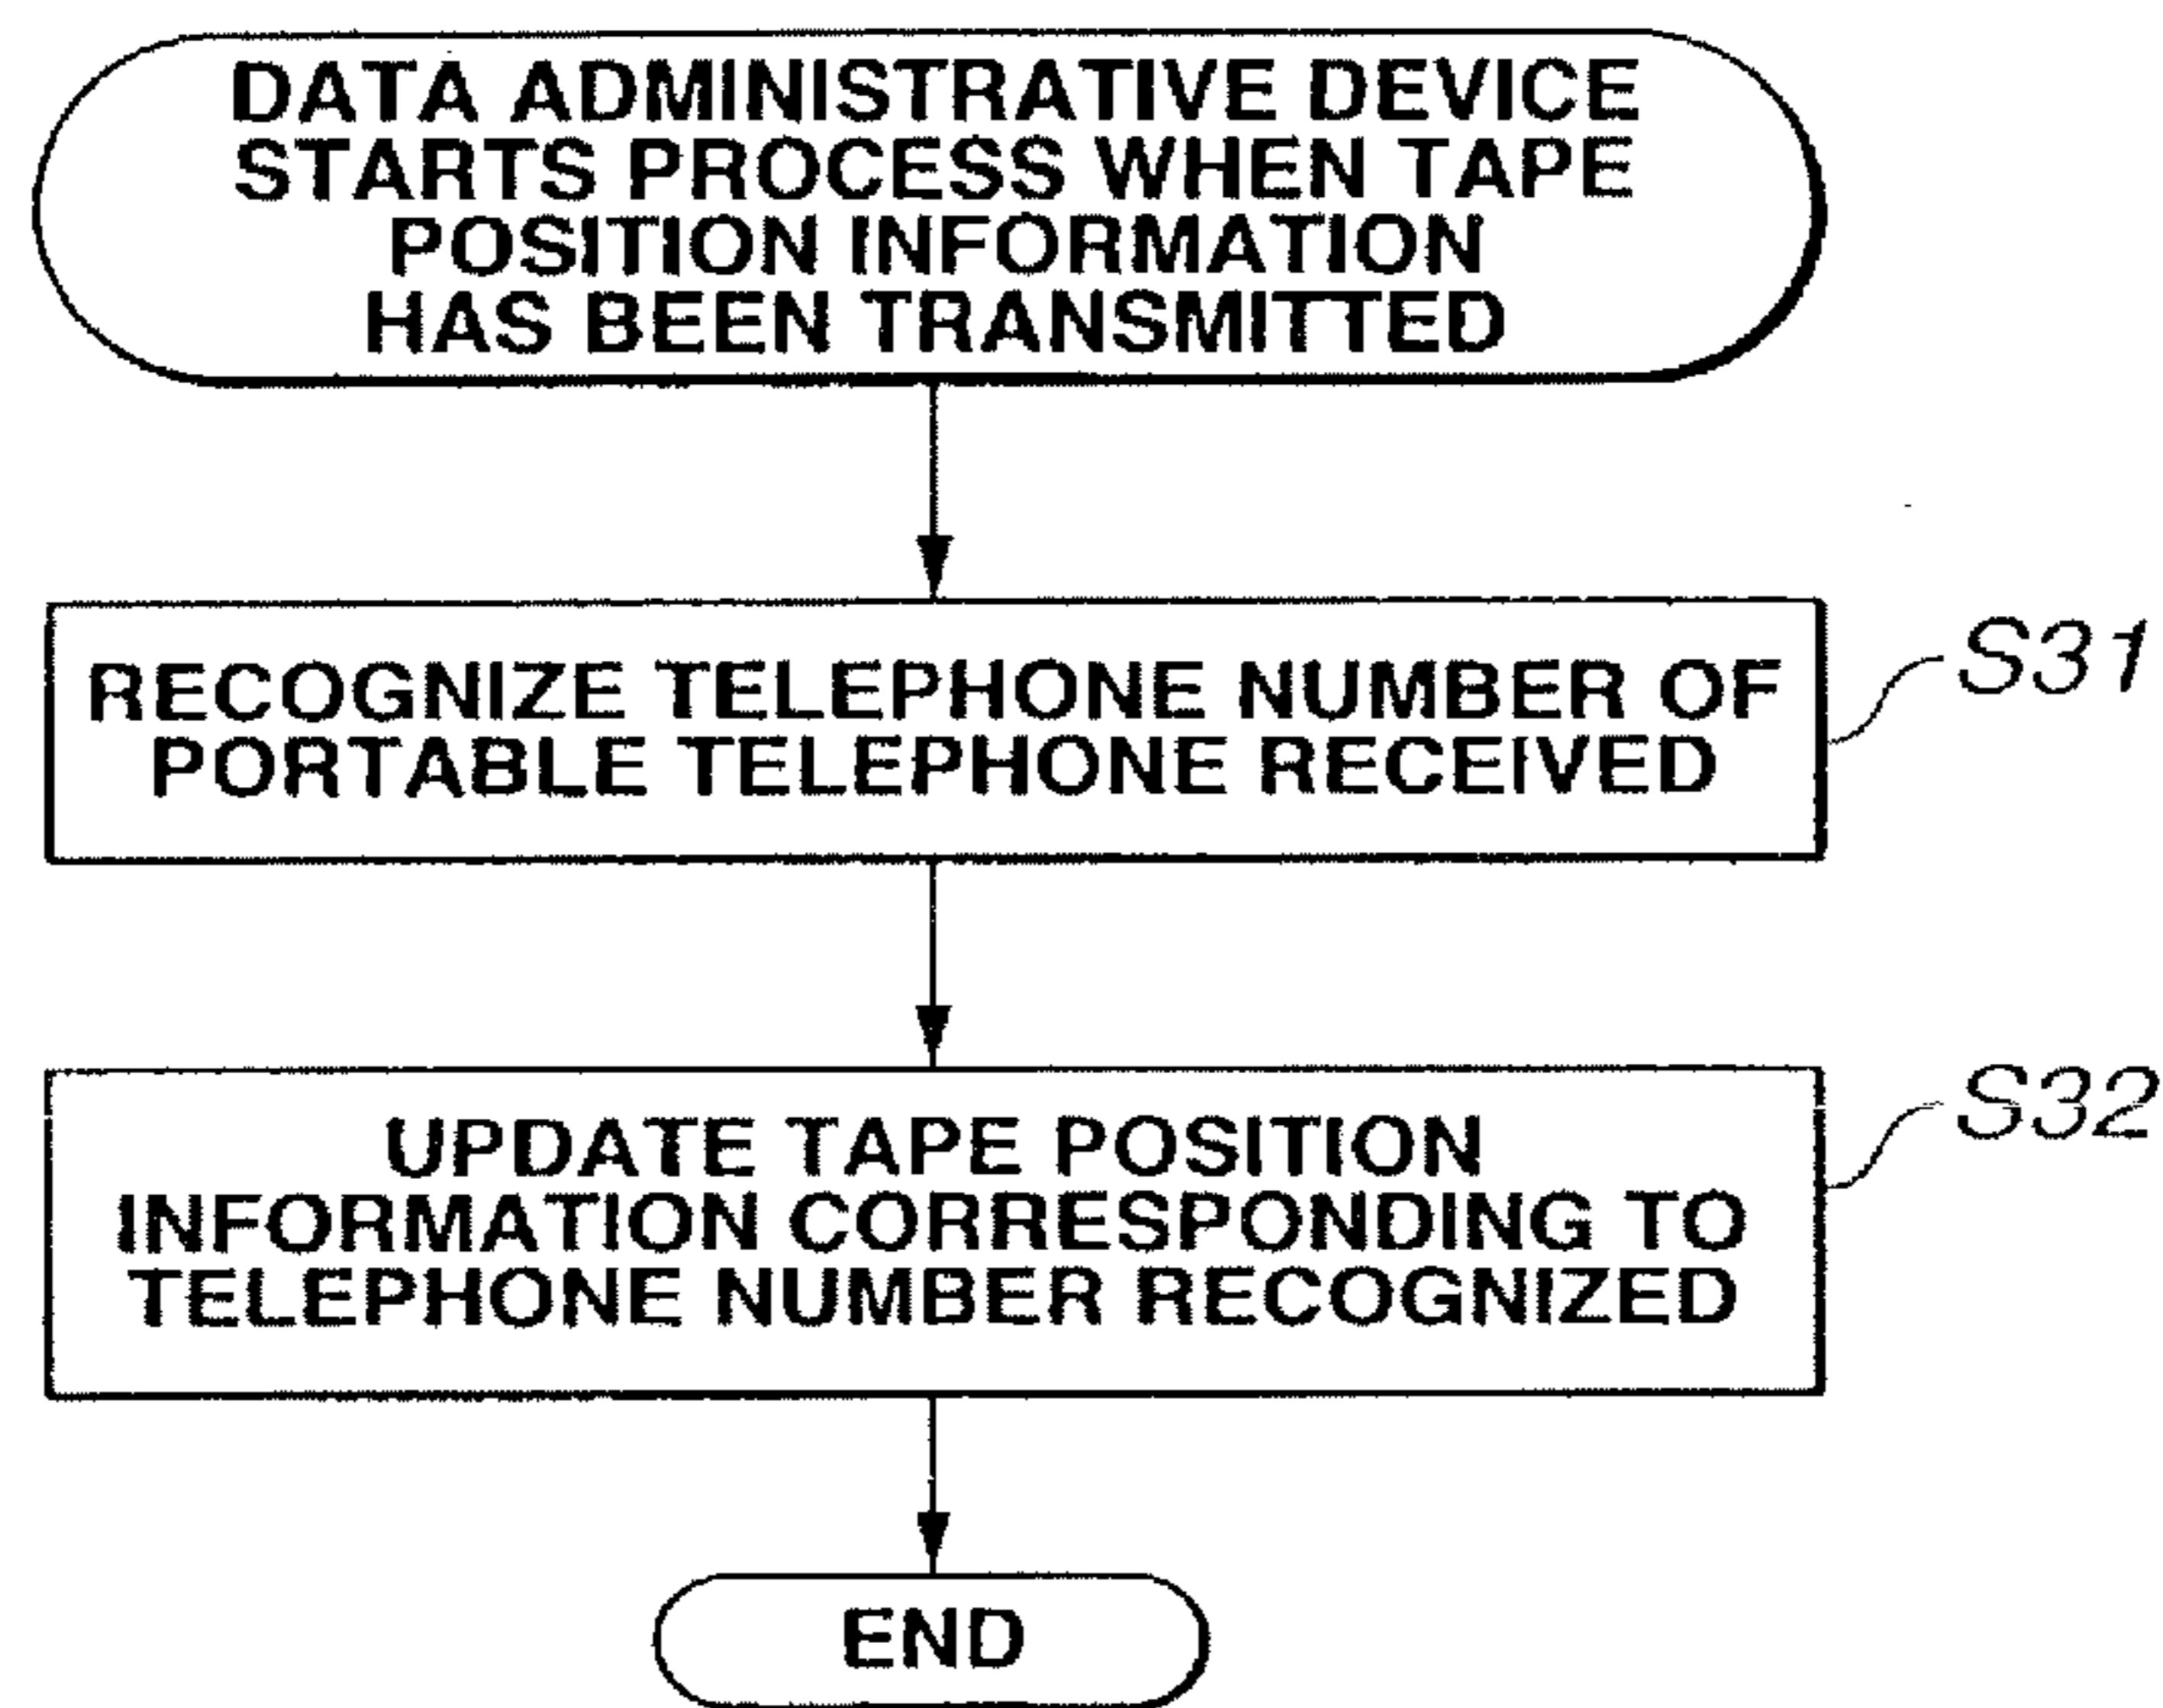 DATA ADMINISTRATIVE DEVICE
STARTS PROCESS WHEN TAPE
POSITION INFORMATION
HAS BEEN TRANSMITTED
RECOGNIZE TELEPHONE NUMBER OF
PORTABLE TELEPHONE RECEIVED
S31
UPDATE TAPE POSITION
INFORMATION CORRESPONDING TO
TELEPHONE NUMBER RECOGNIZED
S32
END